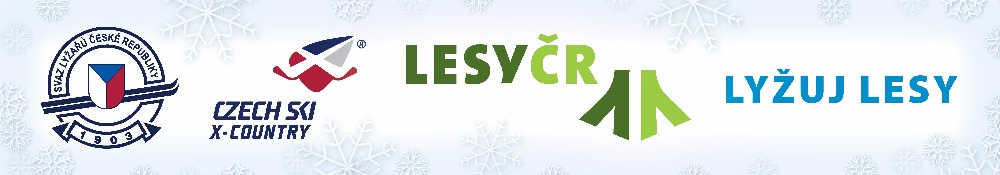 SVAZ LYŽAŘŮ ČESKÉ REPUBLIKY
1903
®
CZECH SKI
X-COUNTRY
LESYČR
LYŽUJ LESY